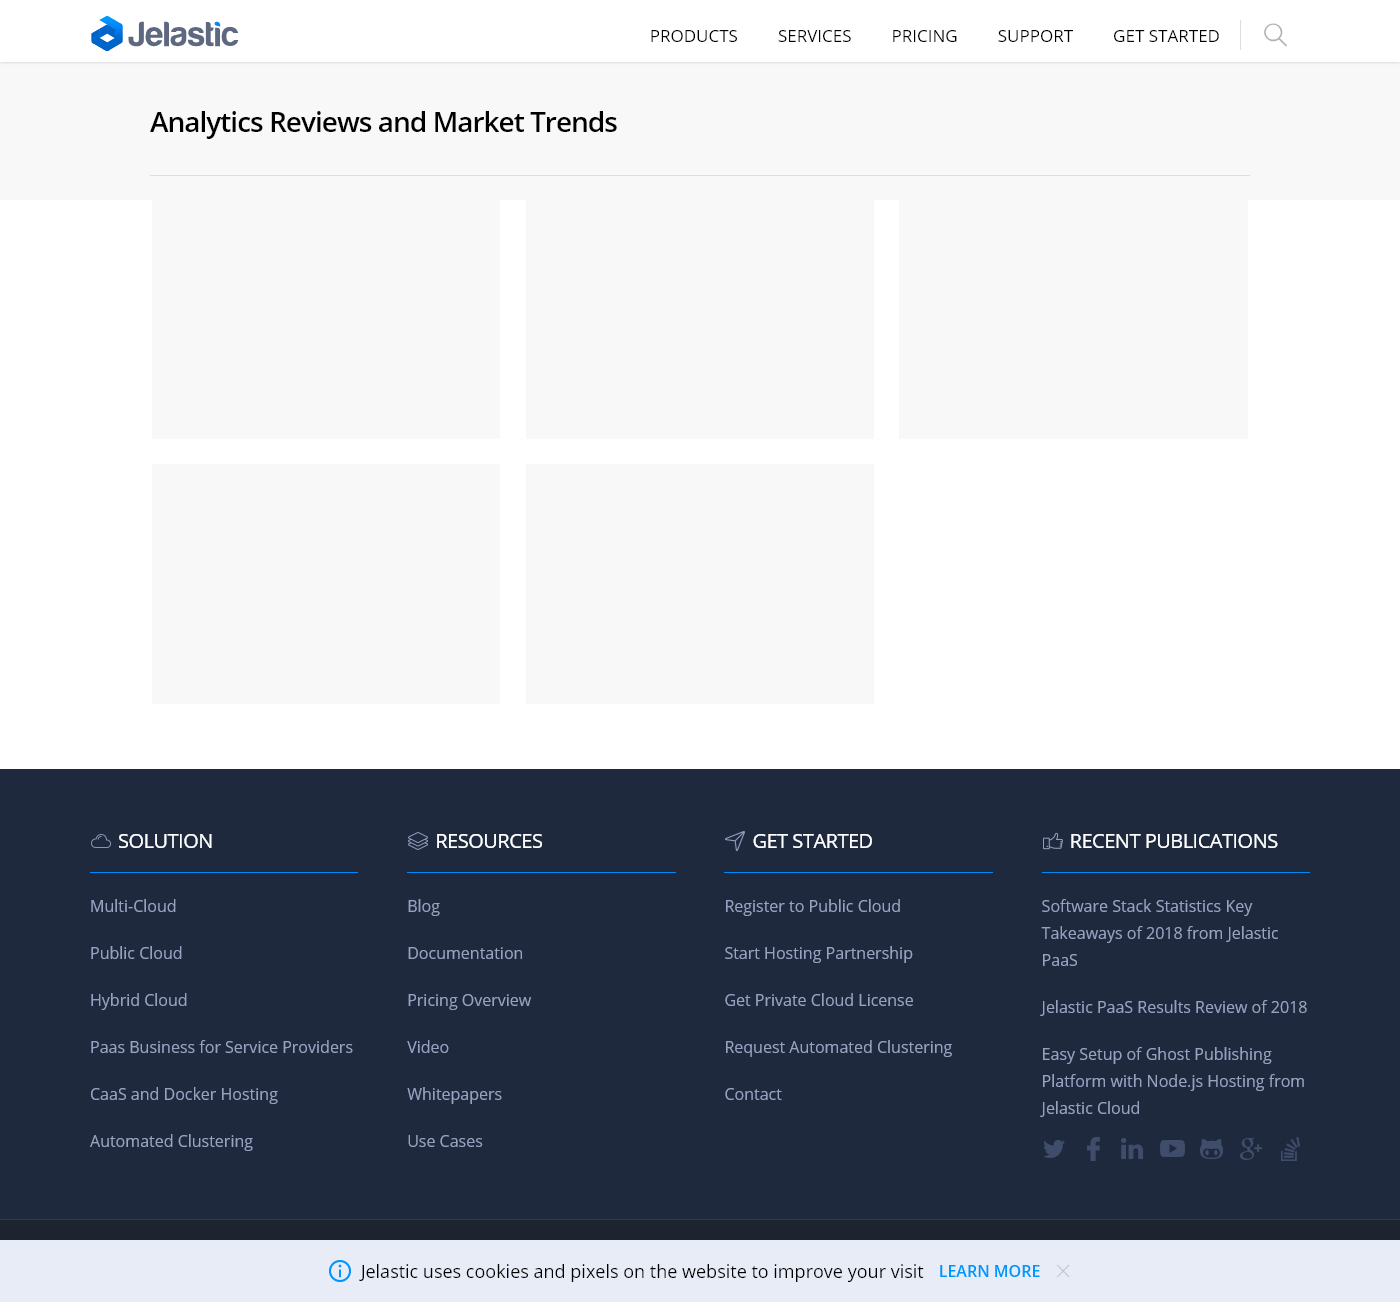 Jelastic
PRODUCTS
SERVICES
PRICING
SUPPORT
GET STARTED
Analytics Reviews and Market Trends
SOLUTION
Multi-Cloud
Public Cloud
Hybrid Cloud
Paas Business for Service Providers
CaaS and Docker Hosting
Automated Clustering
RESOURCES
Blog
Documentation
Pricing Overview
Video
Whitepapers
Use Cases
GET STARTED
Register to Public Cloud
Start Hosting Partnership
Get Private Cloud License
Request Automated Clustering
Contact
RECENT PUBLICATIONS
Software Stack Statistics Key
Takeaways of 2018 from Jelastic
PaaS
Jelastic PaaS Results Review of 2018
Easy Setup of Ghost Publishing
Platform with Node.js Hosting from
Jelastic Cloud
Jelastic uses cookies and pixels on the website to improve your visit LEARN MORE